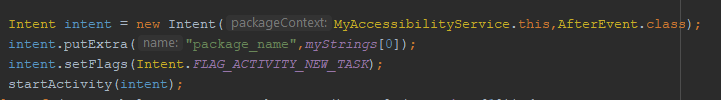 Intent intent = new Intent( packageContext: MyAccessibilityService.this,AfterEvent.class);
intent.putExtra( name: "package_name",myStrings[0]);
intent.setFlags(Intent.FLAG_ACTIVITY_NEW_TASK);
startActivity(intent);